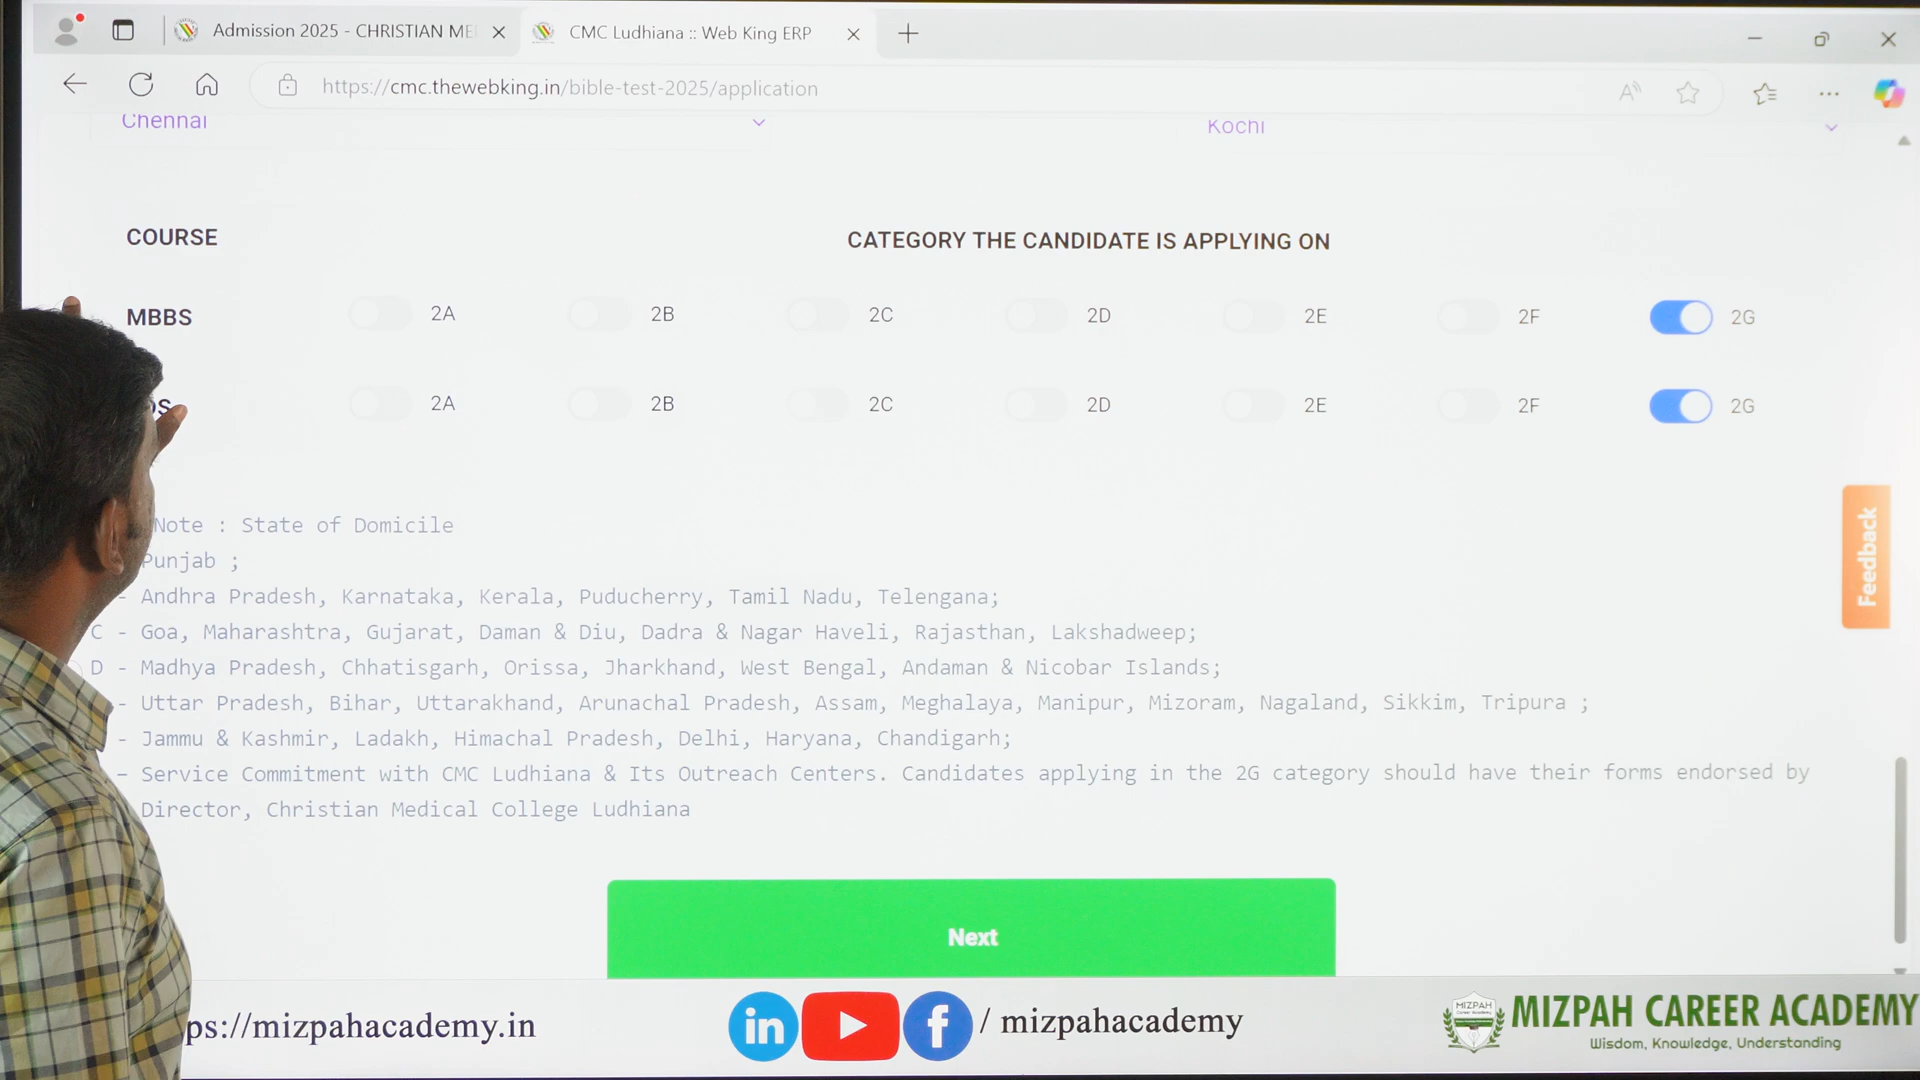 Admission 2025 - CHRISTIAN ME
CMC Ludhiana :: Web King ERP
https://cmc.thewebking.in/bible-test-2025/application
Chennai
Kochi
COURSE
CATEGORY THE CANDIDATE IS APPLYING ON
MBBS 2A 2B 2C 2D 2E 2F 2G
DS 2A 2B 2C 2D 2E 2F 2G
Note : State of Domicile
Punjab ;
- Andhra Pradesh, Karnataka, Kerala, Puducherry, Tamil Nadu, Telengana;
C - Goa, Maharashtra, Gujarat, Daman & Diu, Dadra & Nagar Haveli, Rajasthan, Lakshadweep;
D - Madhya Pradesh, Chhatisgarh, Orissa, Jharkhand, West Bengal, Andaman & Nicobar Islands;
- Uttar Pradesh, Bihar, Uttarakhand, Arunachal Pradesh, Assam, Meghalaya, Manipur, Mizoram, Nagaland, Sikkim, Tripura ;
- Jammu & Kashmir, Ladakh, Himachal Pradesh, Delhi, Haryana, Chandigarh;
– Service Commitment with CMC Ludhiana & Its Outreach Centers. Candidates applying in the 2G category should have their forms endorsed by
Director, Christian Medical College Ludhiana
Feedback
Next
ps://mizpahacademy.in
in f / mizpahacademy
MIZPAH
MIZPAH CAREER ACADEMY
Wisdom, Knowledge, Understanding